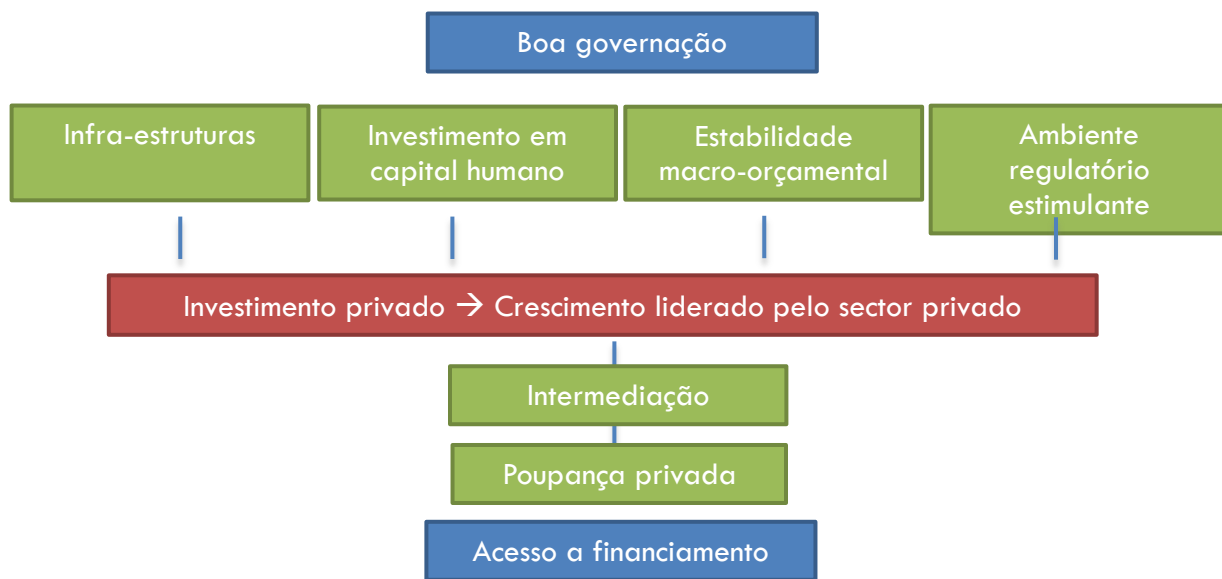 Boa governação
Infra-estruturas
Investimento em
capital humano
Estabilidade
macro-orçamental
Ambiente
regulatório
estimulante
Investimento privado → Crescimento liderado pelo sector privado
Intermediação
Poupança privada
Acesso a financiamento